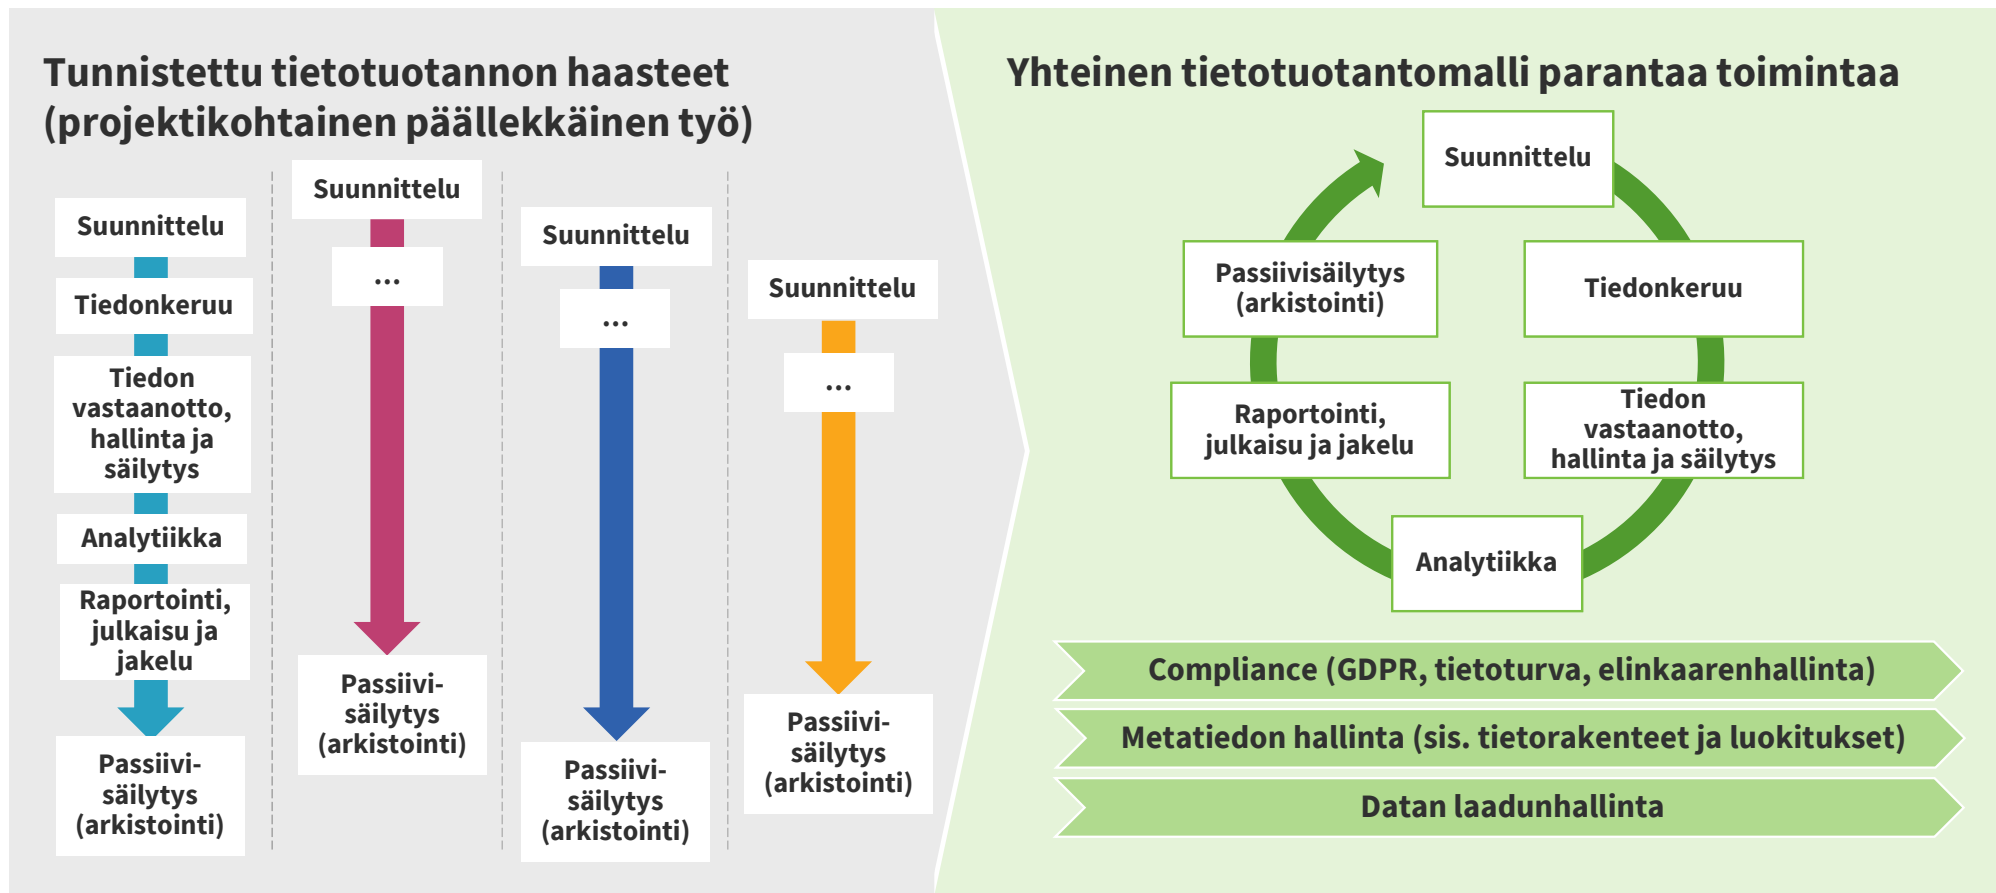 Tunnistettu tietotuotannon haasteet
(projektikohtainen päällekkäinen työ)
Suunnittelu
Tiedonkeruu
Tiedon
vastaanotto,
hallinta ja
säilytys
Analytiikka
Raportointi,
julkaisu ja
jakelu
Passiivi-
säilytys
(arkistointi)
Suunnittelu
...
Passiivi-
säilytys
(arkistointi)
Suunnittelu
...
Passiivi-
säilytys
(arkistointi)
Suunnittelu
...
Passiivi-
säilytys
(arkistointi)
Yhteinen tietotuotantomalli parantaa toimintaa
Suunnittelu
Tiedonkeruu
Tiedon
vastaanotto,
hallinta ja säilytys
Analytiikka
Raportointi,
julkaisu ja jakelu
Passiivisäilytys
(arkistointi)
Compliance (GDPR, tietoturva, elinkaarenhallinta)
Metatiedon hallinta (sis. tietorakenteet ja luokitukset)
Datan laadunhallinta